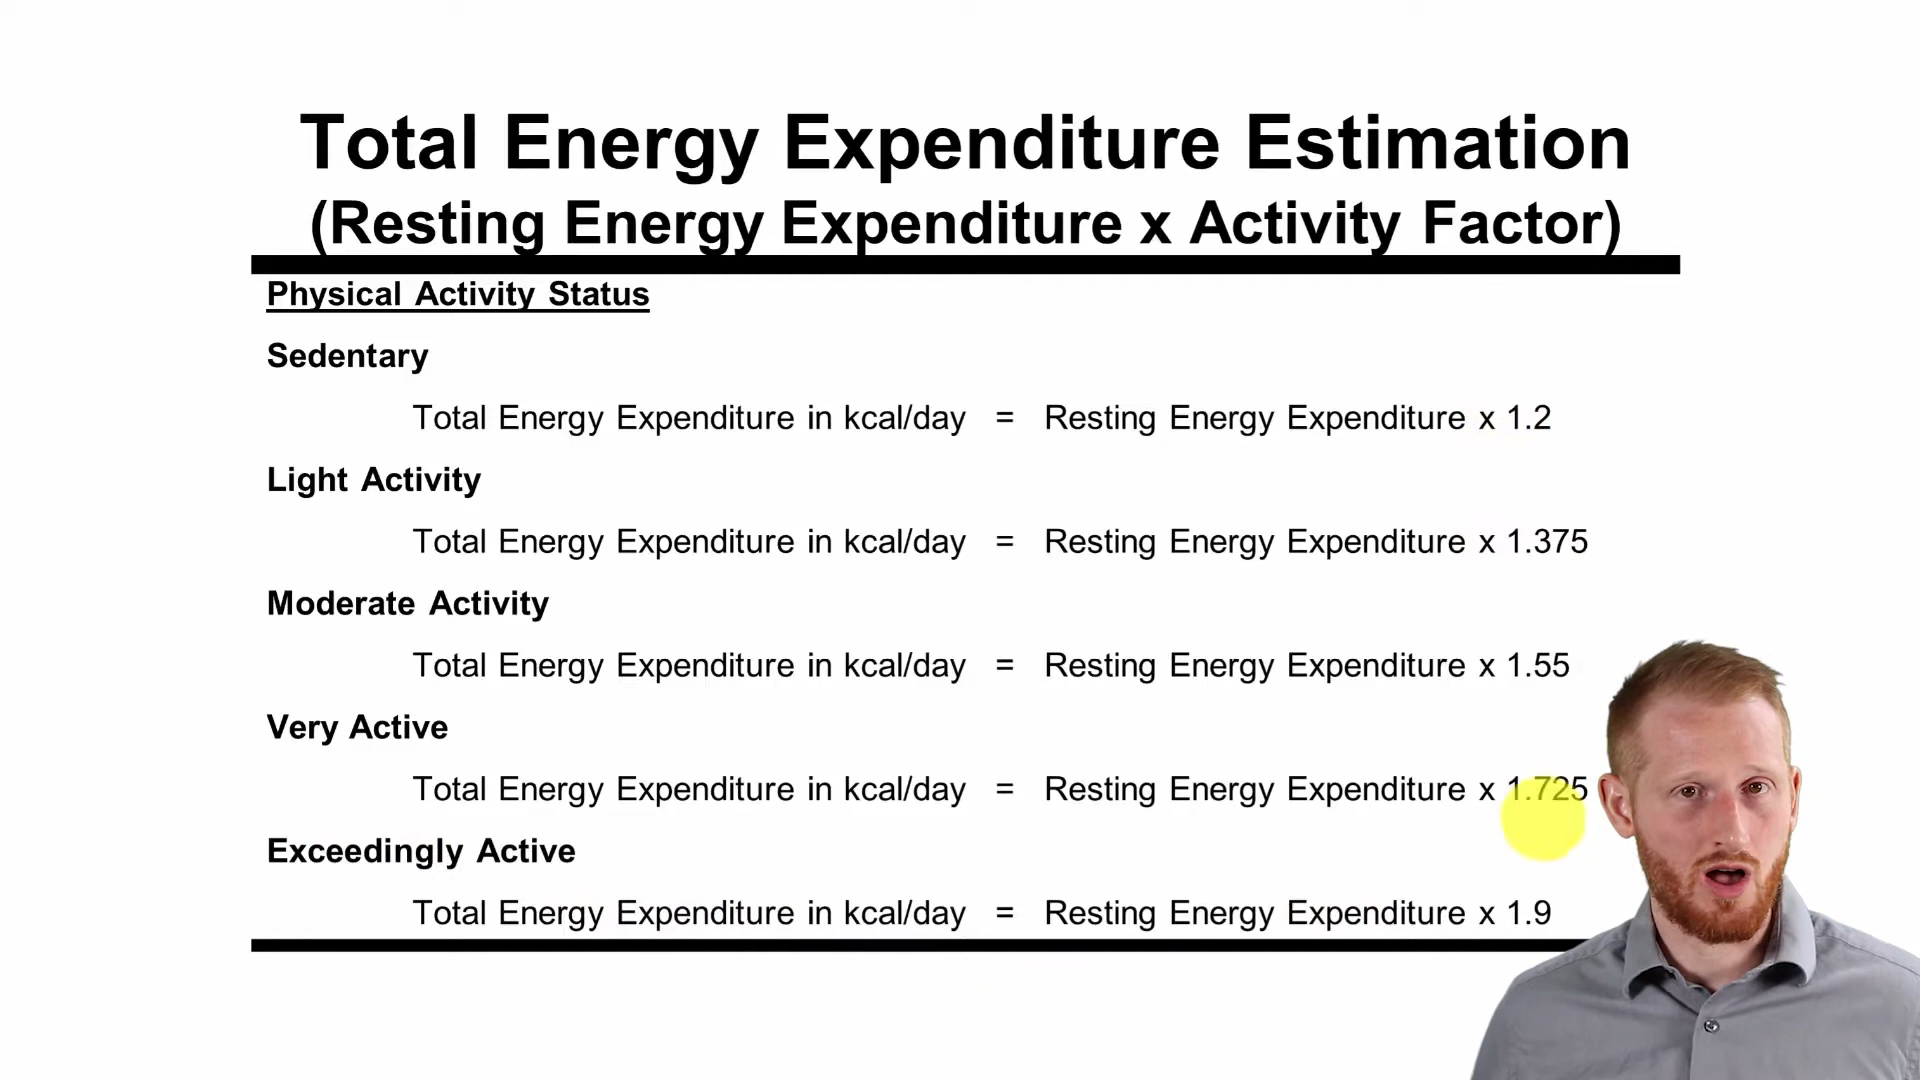 Total Energy Expenditure Estimation
(Resting Energy Expenditure x Activity Factor)
Physical Activity Status
Sedentary
Total Energy Expenditure in kcal/day = Resting Energy Expenditure x 1.2
Light Activity
Total Energy Expenditure in kcal/day = Resting Energy Expenditure x 1.375
Moderate Activity
Total Energy Expenditure in kcal/day = Resting Energy Expenditure x 1.55
Very Active
Total Energy Expenditure in kcal/day = Resting Energy Expenditure x 1.725
Exceedingly Active
Total Energy Expenditure in kcal/day = Resting Energy Expenditure x 1.9